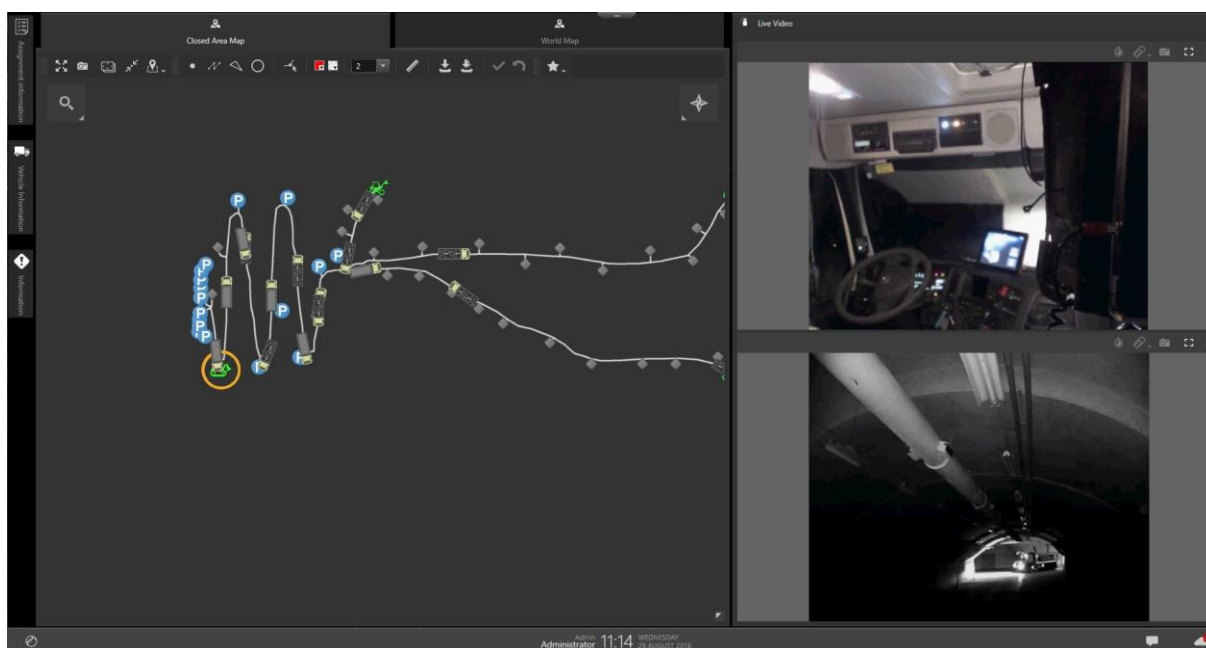 Closed Area Map
World Map
Live Video
Assignment information
Vehicle Information
Information
2
P
P
P
P
P
P
P
P
P
P
P
P
Admin
Administrator
11:14
WEDNESDAY
29 AUGUST 2018